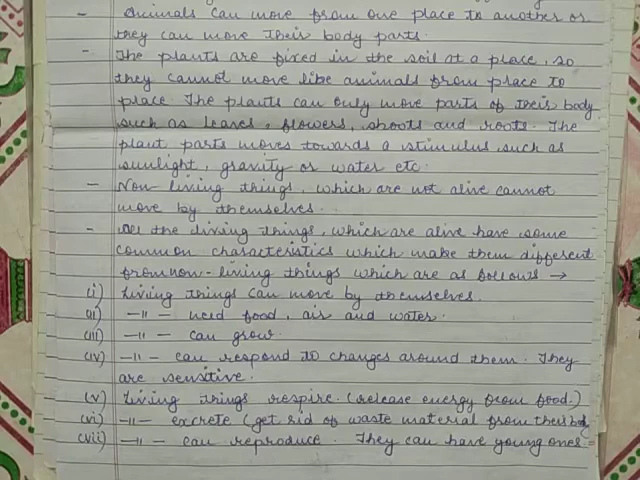 - Animals can move from one place to another or
they can move their body parts.
- The plants are fixed in the soil at a place, so
they cannot move like animals from place to
place. The plants can only move parts of their body
such as leaves, flowers, shoots and roots. The
plant parts moves towards a stimulus such as
sunlight, gravity or water etc.
- Non living things, which are not alive cannot
move by themselves.
- All the living things, which are alive have some
common characteristics which make them different
from non-living things which are as follows →
(i) Living things can move by themselves.
(ii) -"- need food, air and water.
(iii) -"- can grow.
(iv) -"- can respond to changes around them. They
are sensitive.
(v) Living things respire. (release energy from food.)
(vi) -"- excrete (get rid of waste material from their body
(vii) -"- can reproduce. They can have young ones